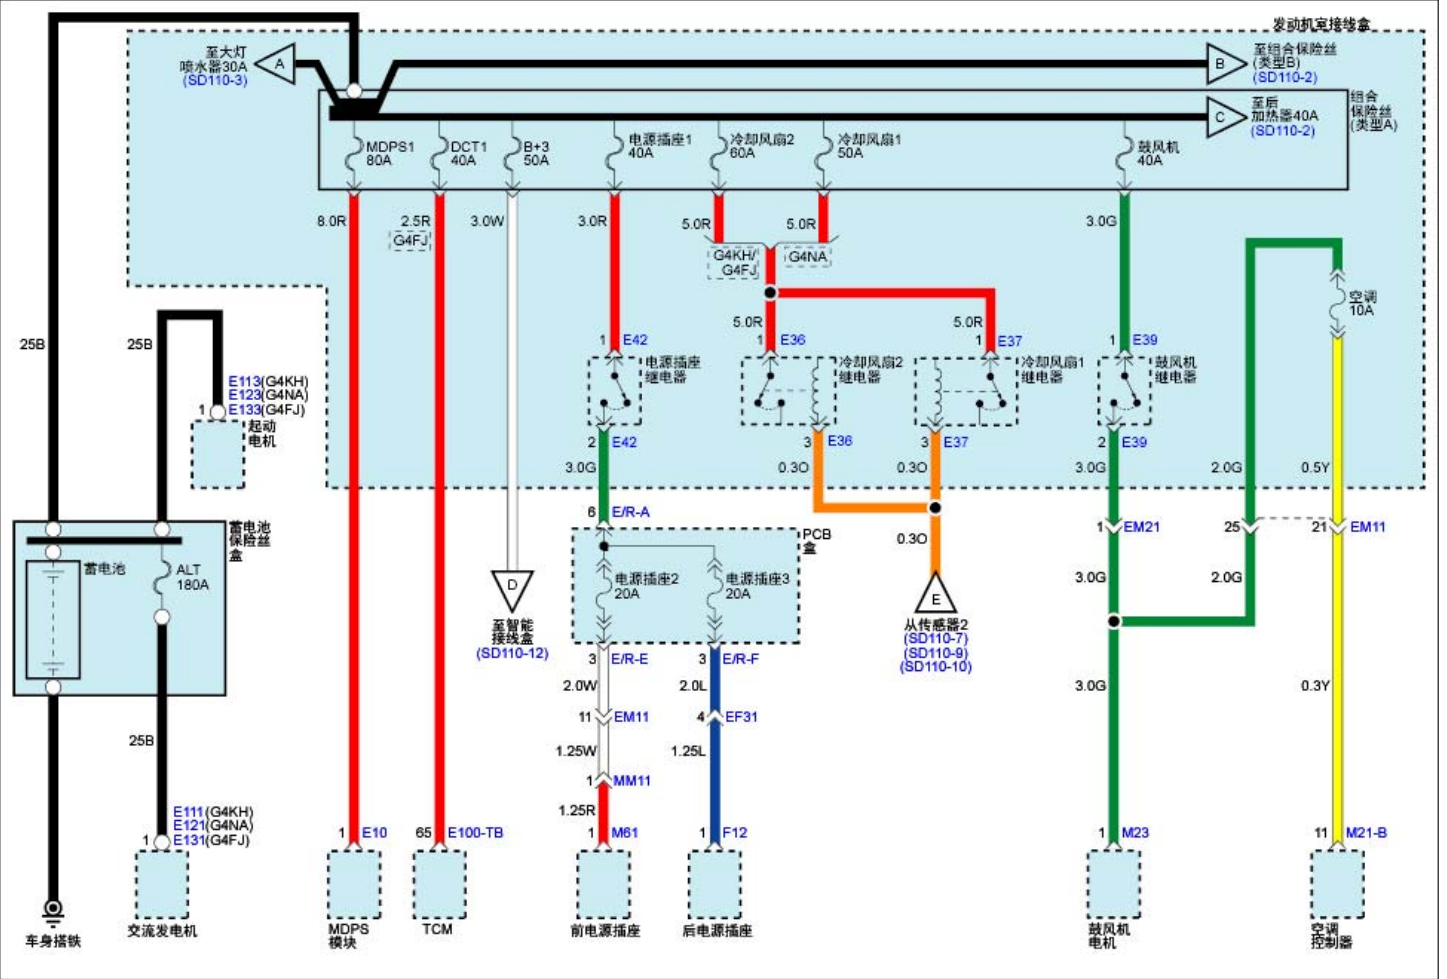 发动机室接线盒
至大灯
喷水器30A
(SD110-3)
A
B
至组合保险丝
(类型B)
(SD110-2)
C
至后
加热器40A
(SD110-2)
组合
保险丝
(类型A)
MDPS1
80A
DCT1
40A
B+3
50A
电源插座1
40A
冷却风扇2
60A
冷却风扇1
50A
鼓风机
40A
8.0R
2.5R
G4FJ
3.0W
3.0R
5.0R
5.0R
3.0G
G4KH/
G4FJ
G4NA
空调
10A
25B
25B
5.0R
5.0R
1 E42
1 E36
1 E37
1 E39
电源插座
继电器
冷却风扇2
继电器
冷却风扇1
继电器
鼓风机
继电器
E113(G4KH)
E123(G4NA)
1 E133(G4FJ)
起动
电机
2 E42
3 E36
3 E37
2 E39
3.0G
0.3O
0.3O
3.0G
2.0G
0.5Y
6 E/R-A
蓄电池
保险丝
盒
PCB
盒
1 EM21
25
21 EM11
0.3O
蓄电池
ALT
180A
D
电源插座2
20A
电源插座3
20A
E
3.0G
2.0G
至智能
接线盒
(SD110-12)
从传感器2
(SD110-7)
(SD110-9)
(SD110-10)
3 E/R-E
3 E/R-F
2.0W
2.0L
3.0G
0.3Y
11 EM11
4 EF31
25B
1.25W
1.25L
1 MM11
1.25R
E111(G4KH)
E121(G4NA)
1 E131(G4FJ)
1 E10
65 E100-TB
1 M61
1 F12
1 M23
11 M21-B
车身搭铁
交流发电机
MDPS
模块
TCM
前电源插座
后电源插座
鼓风机
电机
空调
控制器